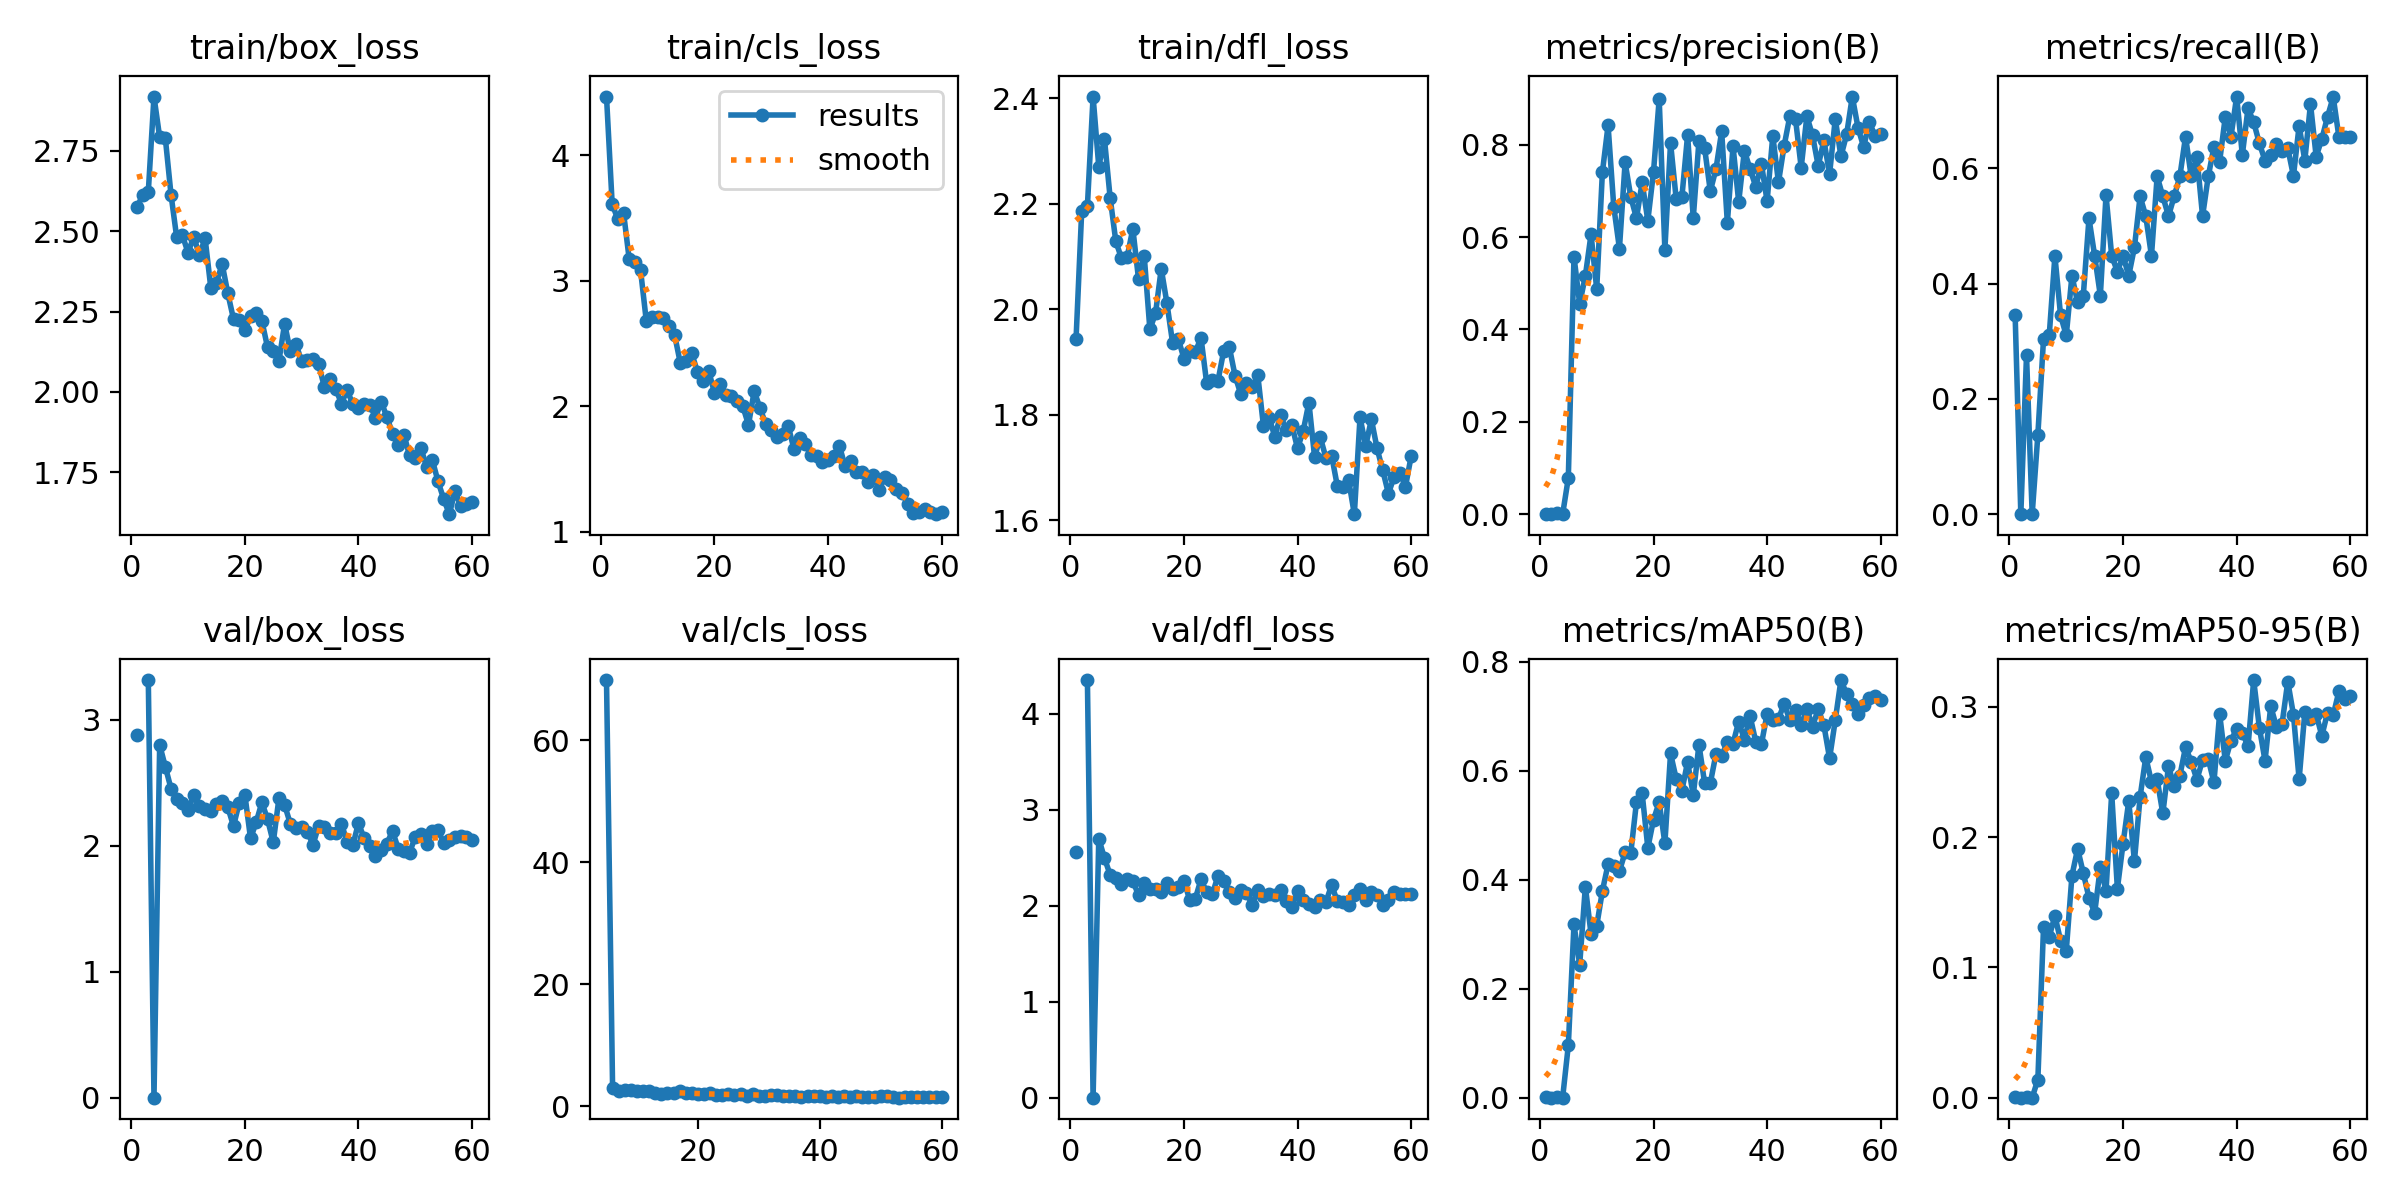 train/box_loss
2.75
2.50
2.25
2.00
1.75
0 20 40 60
train/cls_loss
results
smooth
4
3
2
1
0 20 40 60
train/dfl_loss
2.4
2.2
2.0
1.8
1.6
0 20 40 60
metrics/precision(B)
0.8
0.6
0.4
0.2
0.0
0 20 40 60
metrics/recall(B)
0.6
0.4
0.2
0.0
0 20 40 60
val/box_loss
3
2
1
0
0 20 40 60
val/cls_loss
60
40
20
0
20 40 60
val/dfl_loss
4
3
2
1
0
0 20 40 60
metrics/mAP50(B)
0.8
0.6
0.4
0.2
0.0
0 20 40 60
metrics/mAP50-95(B)
0.3
0.2
0.1
0.0
0 20 40 60